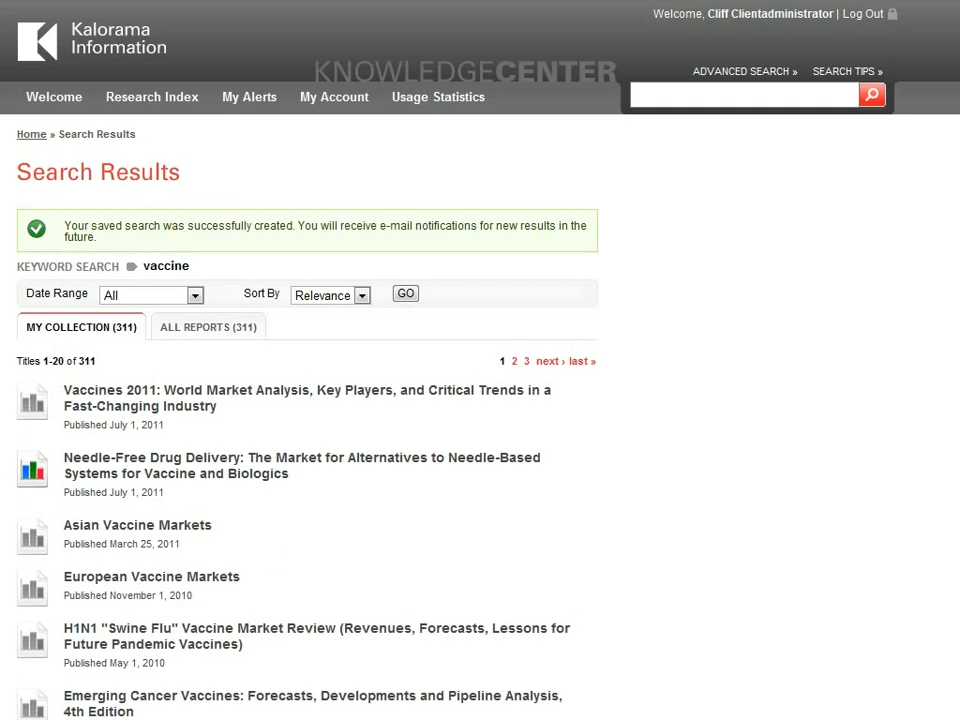 Welcome, Cliff Clientadministrator | Log Out
Kalorama
Information
KNOWLEDGECENTER
ADVANCED SEARCH »
SEARCH TIPS »
Welcome
Research Index
My Alerts
My Account
Usage Statistics
Home » Search Results
Search Results
Your saved search was successfully created. You will receive e-mail notifications for new results in the
future.
KEYWORD SEARCH vaccine
Date Range All Sort By Relevance GO
MY COLLECTION (311) ALL REPORTS (311)
Titles 1-20 of 311
1 2 3 next › last »
Vaccines 2011: World Market Analysis, Key Players, and Critical Trends in a
Fast-Changing Industry
Published July 1, 2011
Needle-Free Drug Delivery: The Market for Alternatives to Needle-Based
Systems for Vaccine and Biologics
Published July 1, 2011
Asian Vaccine Markets
Published March 25, 2011
European Vaccine Markets
Published November 1, 2010
H1N1 "Swine Flu" Vaccine Market Review (Revenues, Forecasts, Lessons for
Future Pandemic Vaccines)
Published May 1, 2010
Emerging Cancer Vaccines: Forecasts, Developments and Pipeline Analysis,
4th Edition